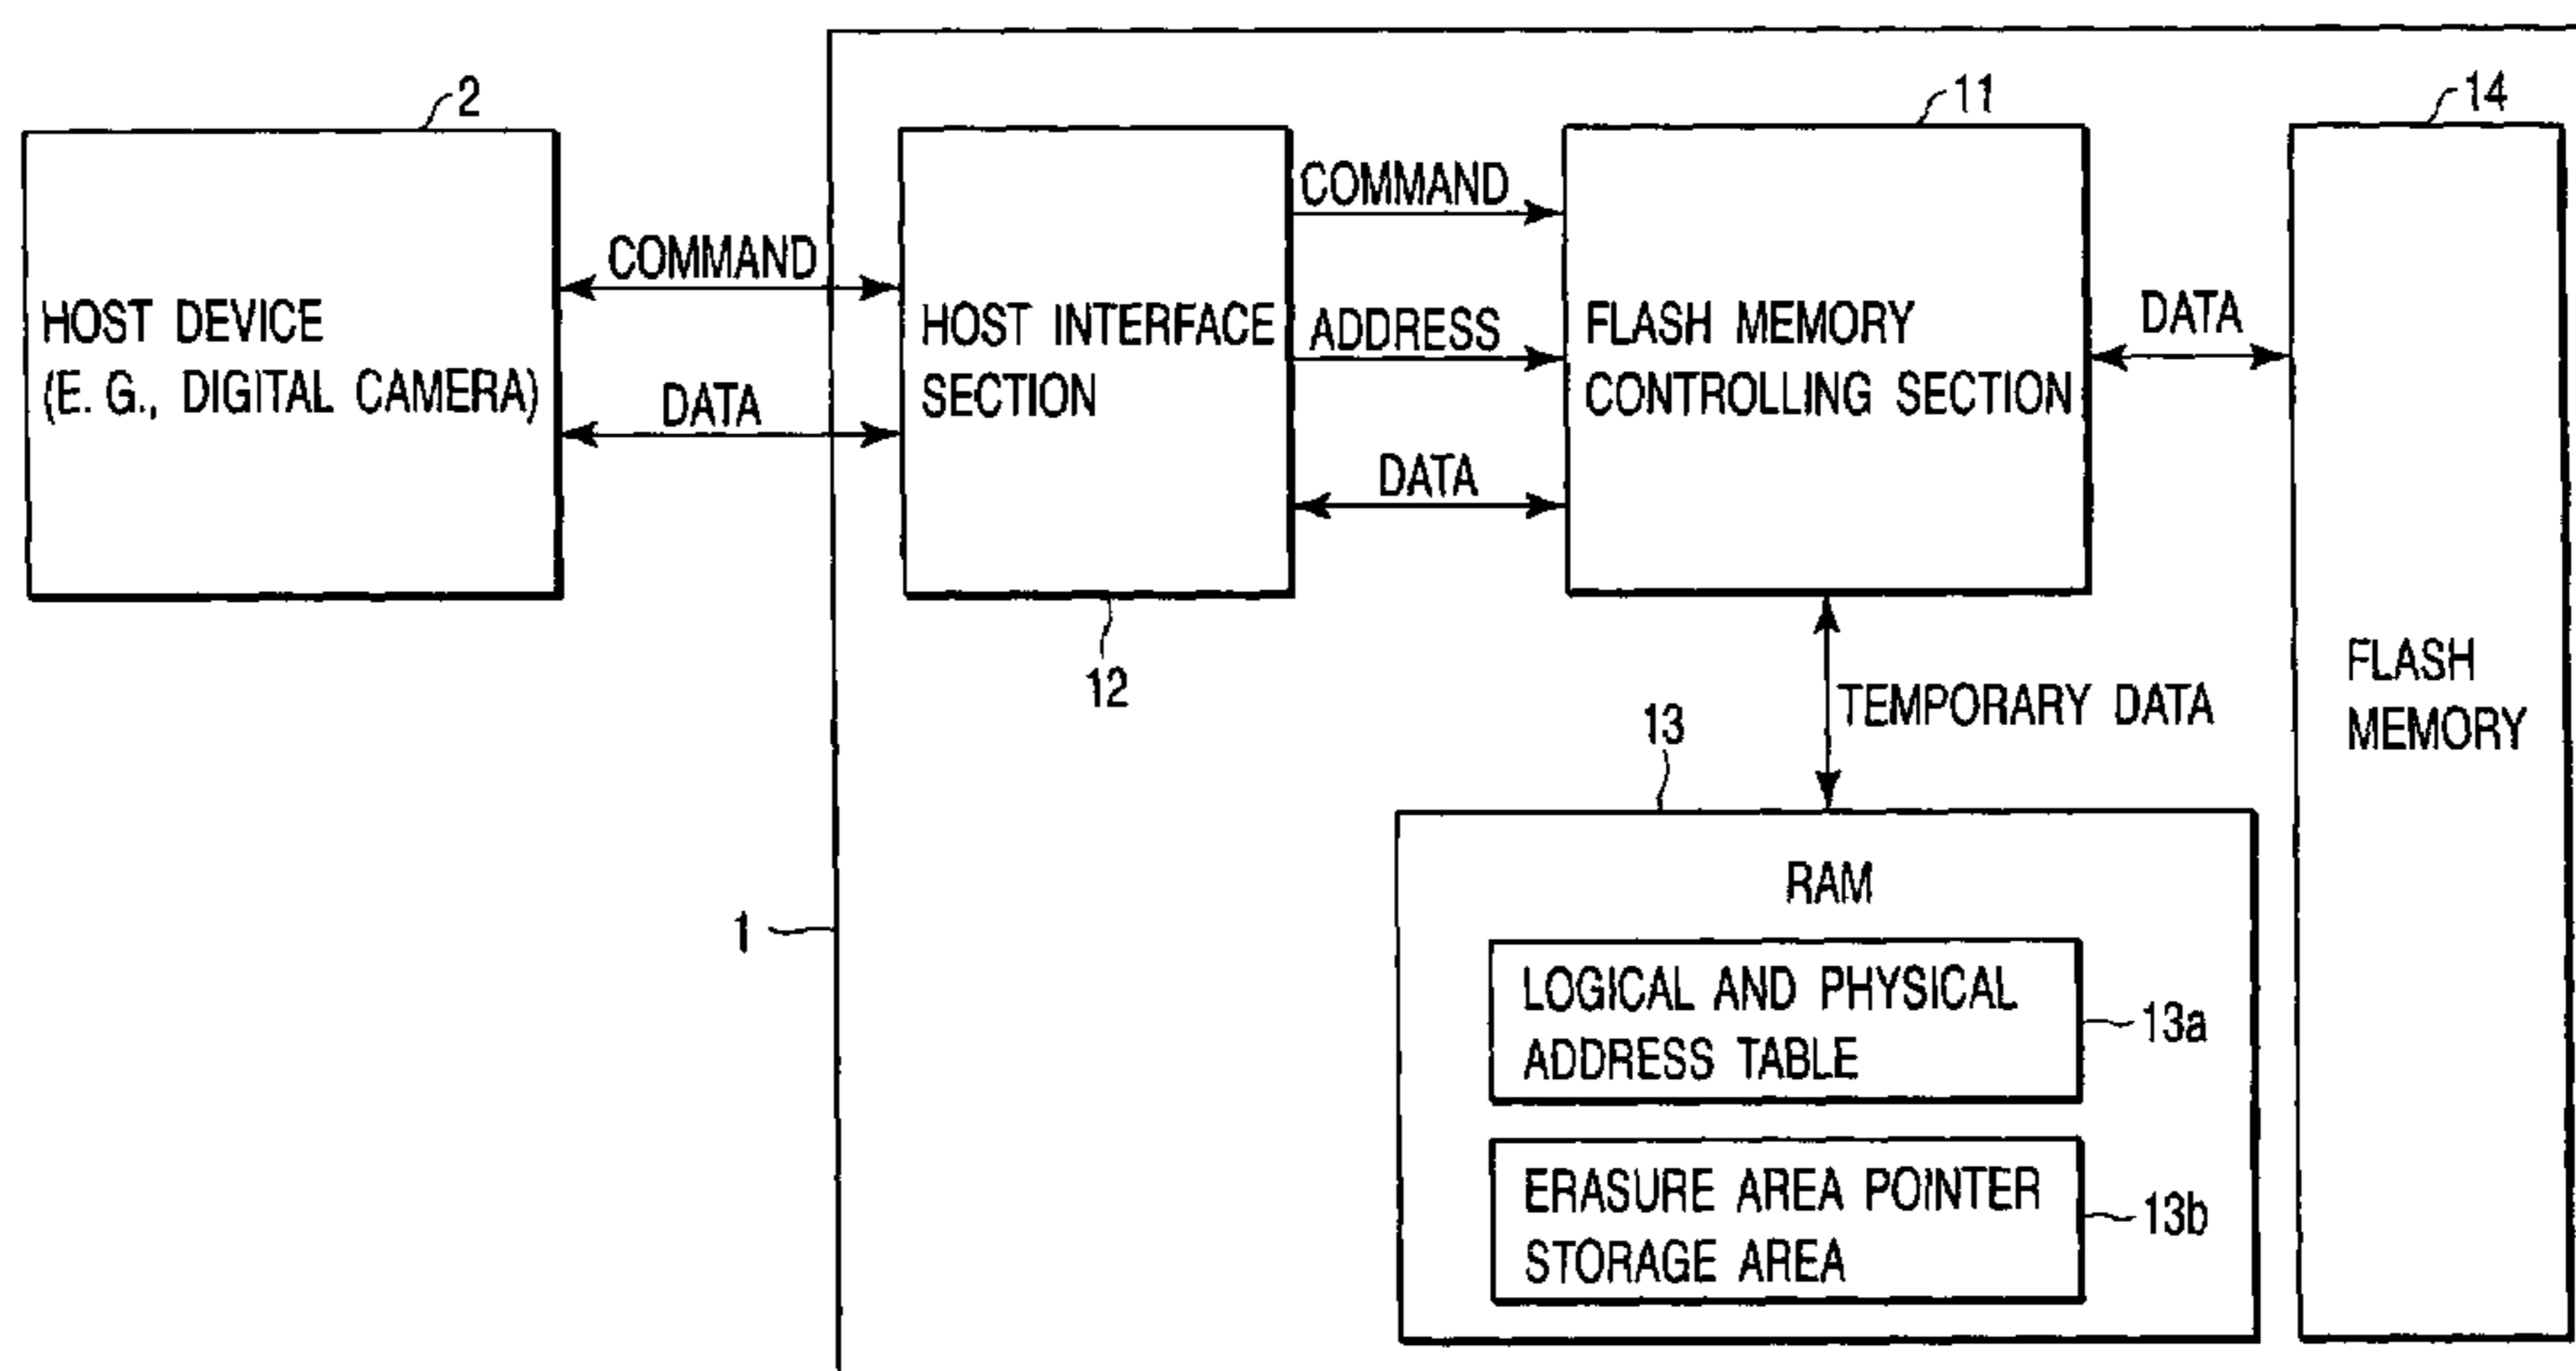 2
11
14
HOST DEVICE
(E. G., DIGITAL CAMERA)
COMMAND
DATA
HOST INTERFACE
SECTION
12
COMMAND
ADDRESS
DATA
FLASH MEMORY
CONTROLLING SECTION
DATA
FLASH
MEMORY
TEMPORARY DATA
13
RAM
1
LOGICAL AND PHYSICAL
ADDRESS TABLE
13a
ERASURE AREA POINTER
STORAGE AREA
13b